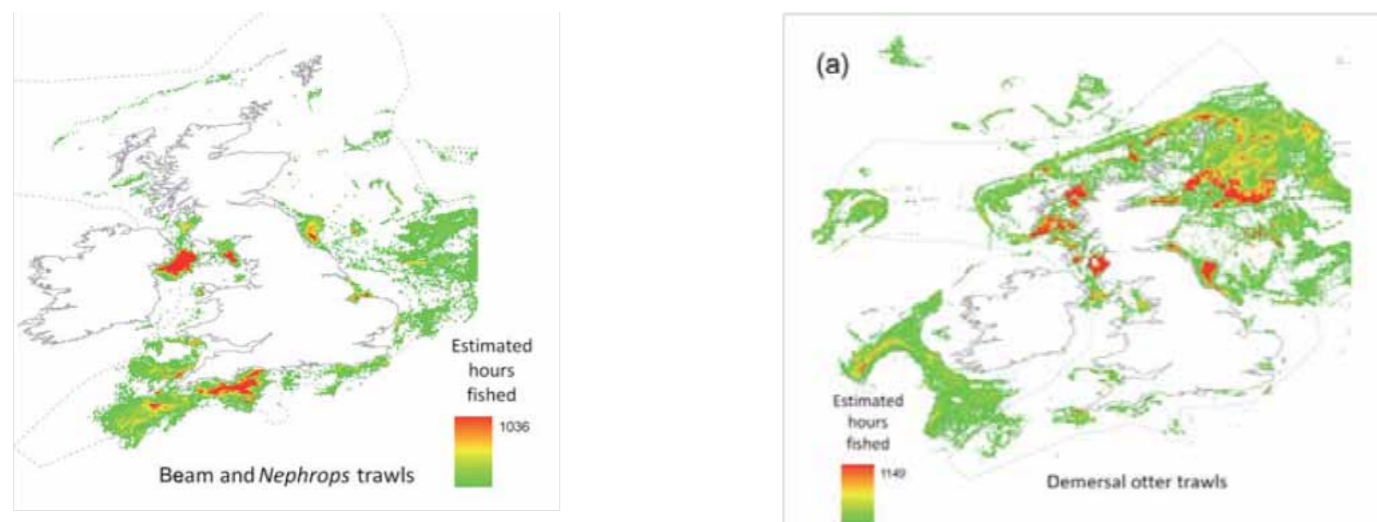 Estimated
hours
fished
1036
Beam and Nephrops trawls
(a)
Estimated
hours
fished
1149
Demersal otter trawls